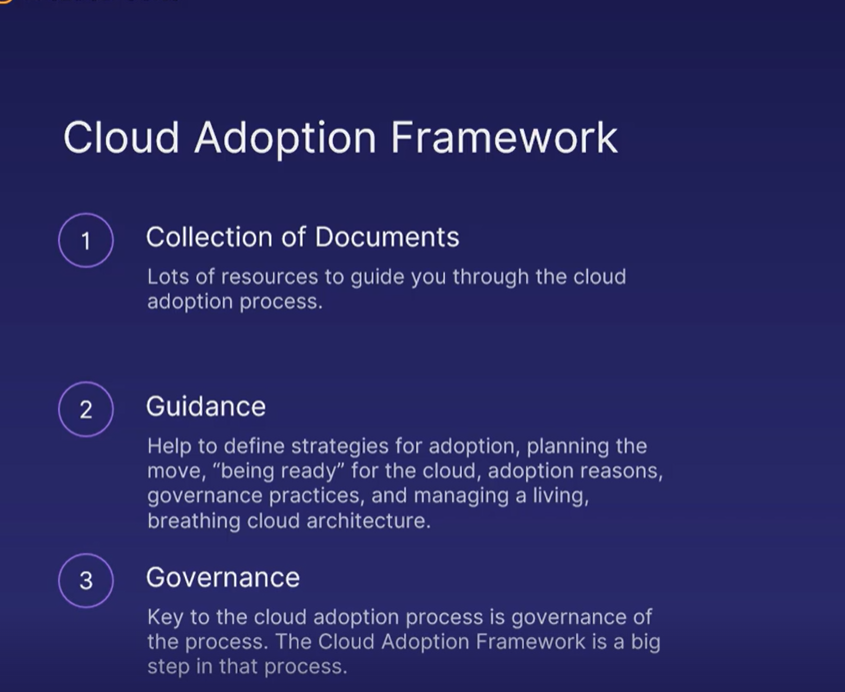 Cloud Adoption Framework
1
Collection of Documents
Lots of resources to guide you through the cloud
adoption process.
2
Guidance
Help to define strategies for adoption, planning the
move, “being ready” for the cloud, adoption reasons,
governance practices, and managing a living,
breathing cloud architecture.
3
Governance
Key to the cloud adoption process is governance of
the process. The Cloud Adoption Framework is a big
step in that process.